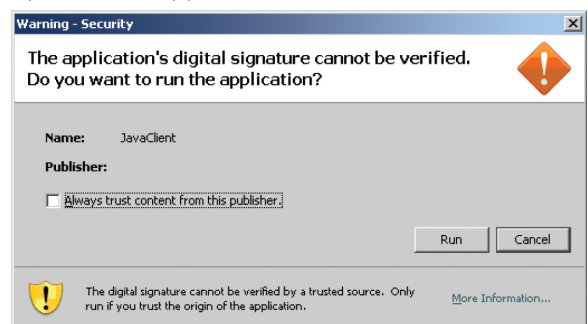 Warning - Security
The application's digital signature cannot be verified.
Do you want to run the application?
Name: JavaClient
Publisher:
Always trust content from this publisher.
Run Cancel
The digital signature cannot be verified by a trusted source. Only
run if you trust the origin of the application.
More Information...